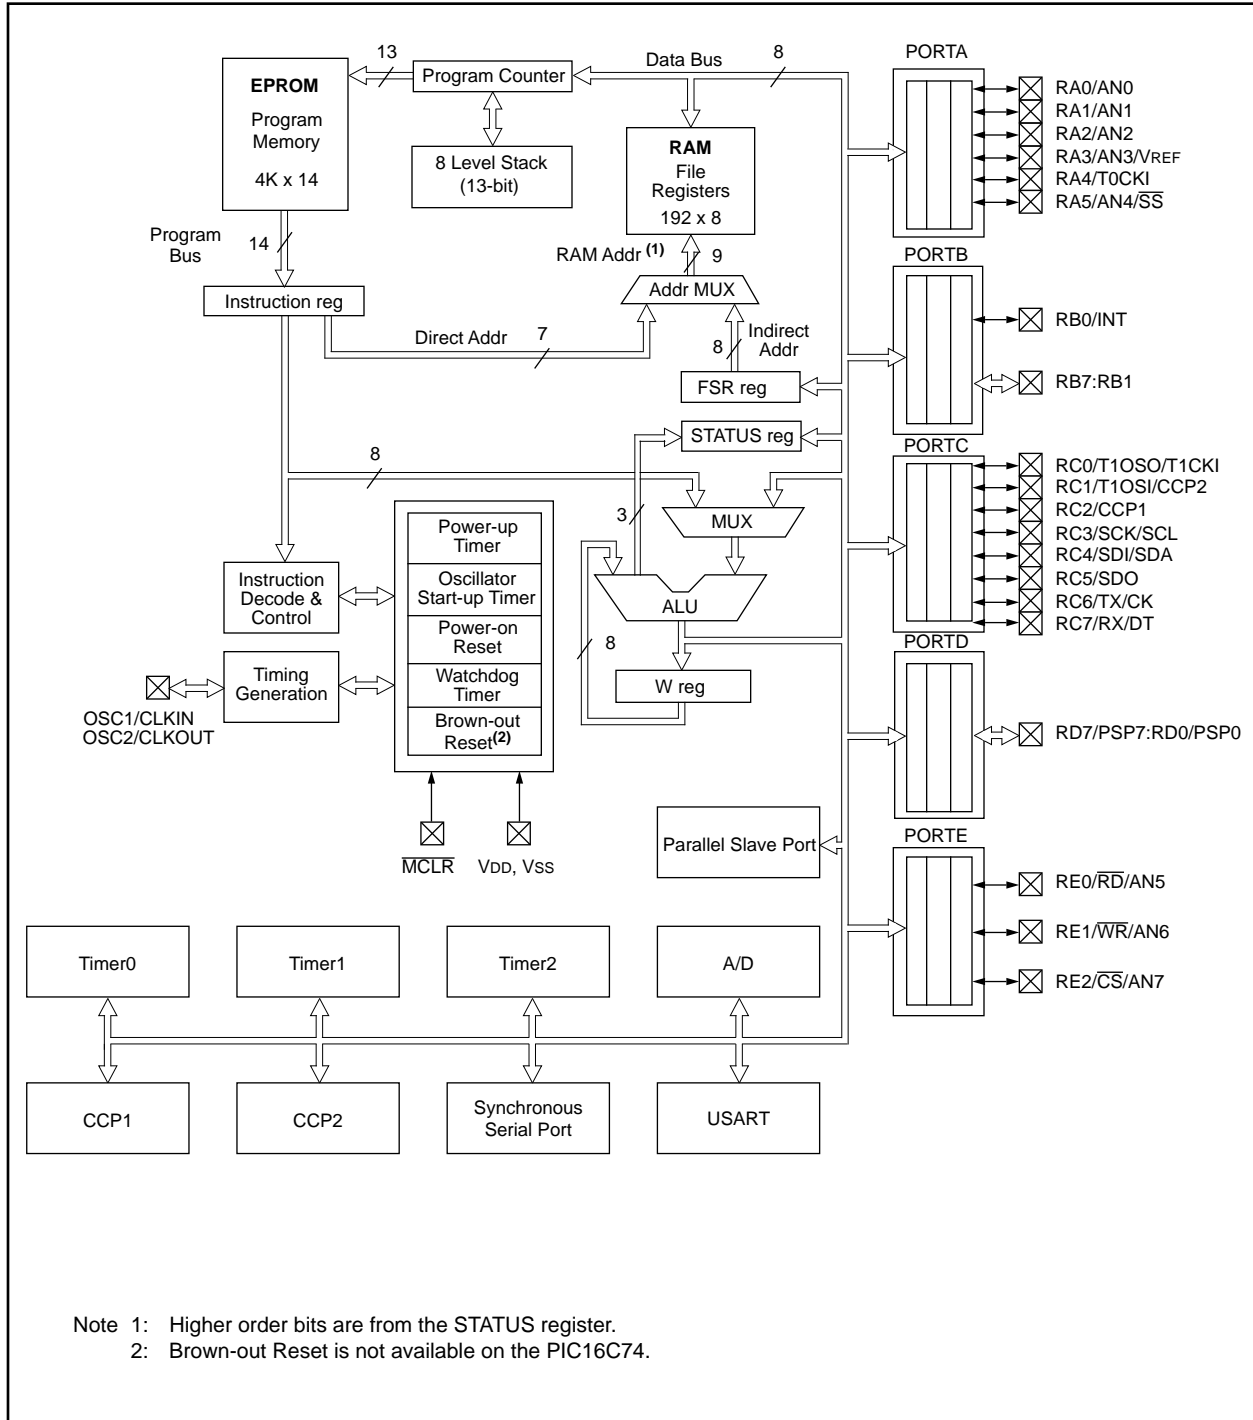 EPROM
Program
Memory
4K x 14
13
Program Counter
Data Bus
8
8 Level Stack
(13-bit)
RAM
File
Registers
192 x 8
Program
Bus
14
RAM Addr (1)
9
Instruction reg
Addr MUX
Direct Addr
7
8
Indirect
Addr
FSR reg
STATUS reg
8
3
MUX
Power-up
Timer
Oscillator
Start-up Timer
Power-on
Reset
Watchdog
Timer
Brown-out
Reset(2)
Instruction
Decode &
Control
ALU
8
W reg
Timing
Generation
OSC1/CLKIN
OSC2/CLKOUT
M̅C̅L̅R̅
VDD, VSS
Parallel Slave Port
PORTA
RA0/AN0
RA1/AN1
RA2/AN2
RA3/AN3/VREF
RA4/T0CKI
RA5/AN4/S̅S̅
PORTB
RB0/INT
RB7:RB1
PORTC
RC0/T1OSO/T1CKI
RC1/T1OSI/CCP2
RC2/CCP1
RC3/SCK/SCL
RC4/SDI/SDA
RC5/SDO
RC6/TX/CK
RC7/RX/DT
PORTD
RD7/PSP7:RD0/PSP0
PORTE
RE0/R̅D̅/AN5
RE1/W̅R̅/AN6
RE2/C̅S̅/AN7
Timer0
Timer1
Timer2
A/D
CCP1
CCP2
Synchronous
Serial Port
USART
Note 1: Higher order bits are from the STATUS register.
2: Brown-out Reset is not available on the PIC16C74.